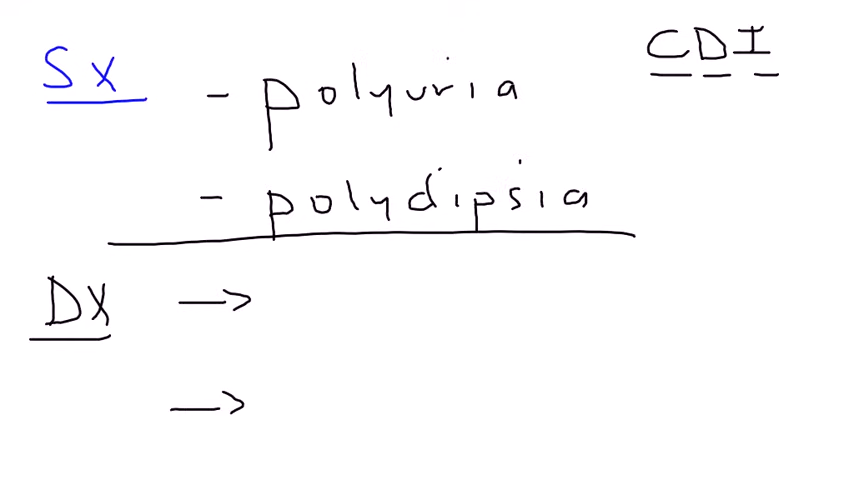 CDI
Sx - polyuria
- polydipsia
DX →
→